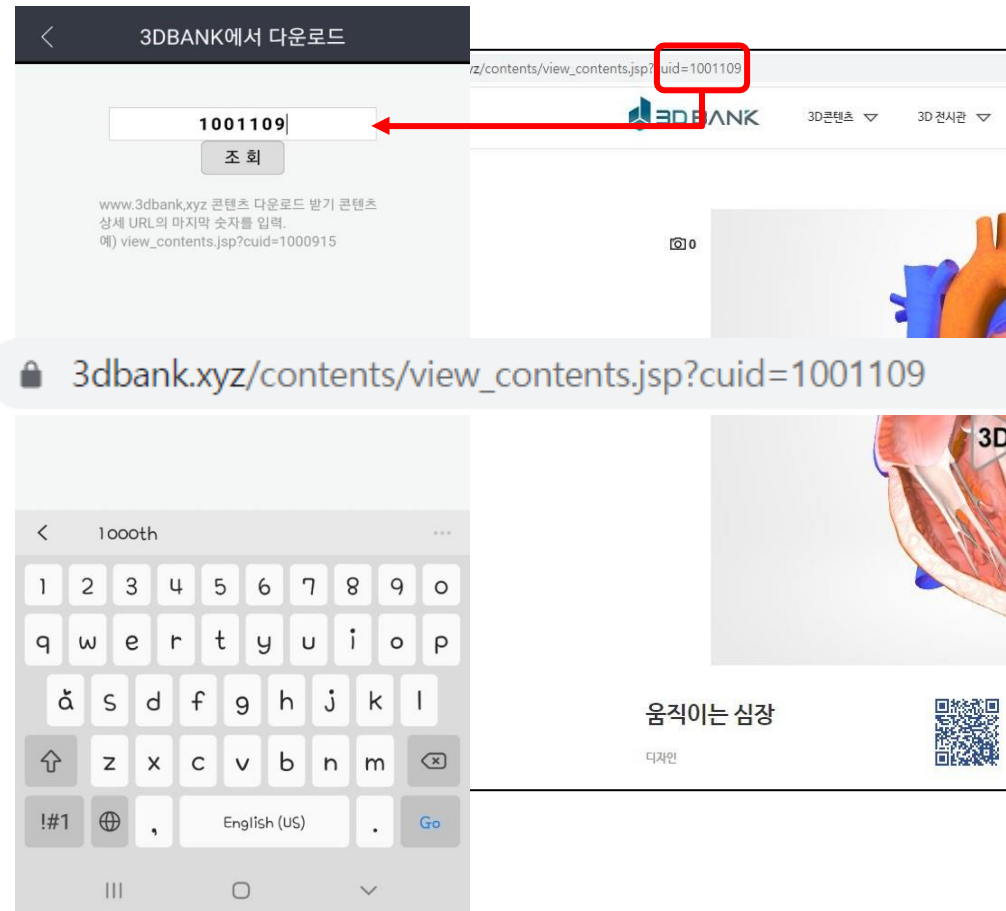 3DBANK에서 다운로드
1001109
조 회
www.3dbank,xyz 콘텐츠 다운로드 받기 콘텐츠
상세 URL의 마지막 숫자를 입력.
예) view_contents.jsp?cuid=1000915
yz/contents/view_contents.jsp?cuid=1001109
3D BANK
3D콘텐츠
3D 전시관
0
3dbank.xyz/contents/view_contents.jsp?cuid=1001109
3D
움직이는 심장
디자인
1000th
1 2 3 4 5 6 7 8 9 0
q w e r t y u i o p
a s d f g h j k l
z x c v b n m
!#1 , English (US) . Go